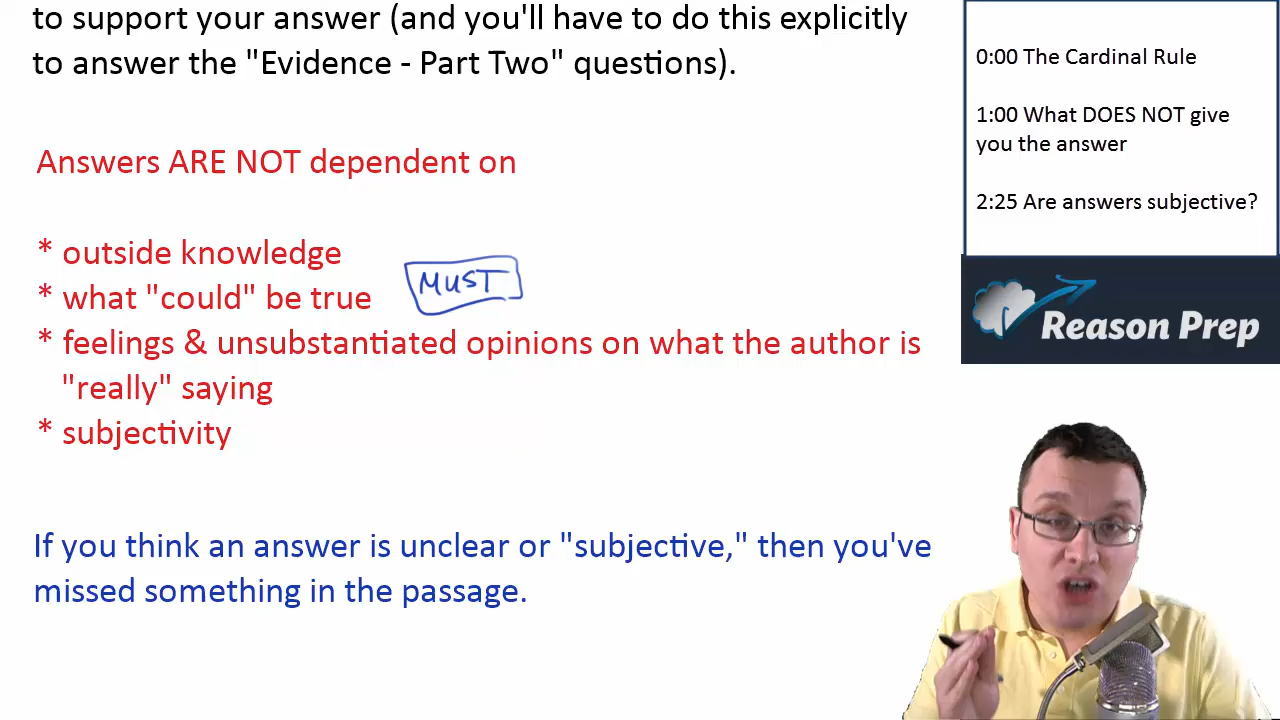 to support your answer (and you'll have to do this explicitly
to answer the "Evidence - Part Two" questions).
Answers ARE NOT dependent on
* outside knowledge
* what "could" be true
MUST
* feelings & unsubstantiated opinions on what the author is
"really" saying
* subjectivity
If you think an answer is unclear or "subjective," then you've
missed something in the passage.
0:00 The Cardinal Rule
1:00 What DOES NOT give
you the answer
2:25 Are answers subjective?
Reason Prep